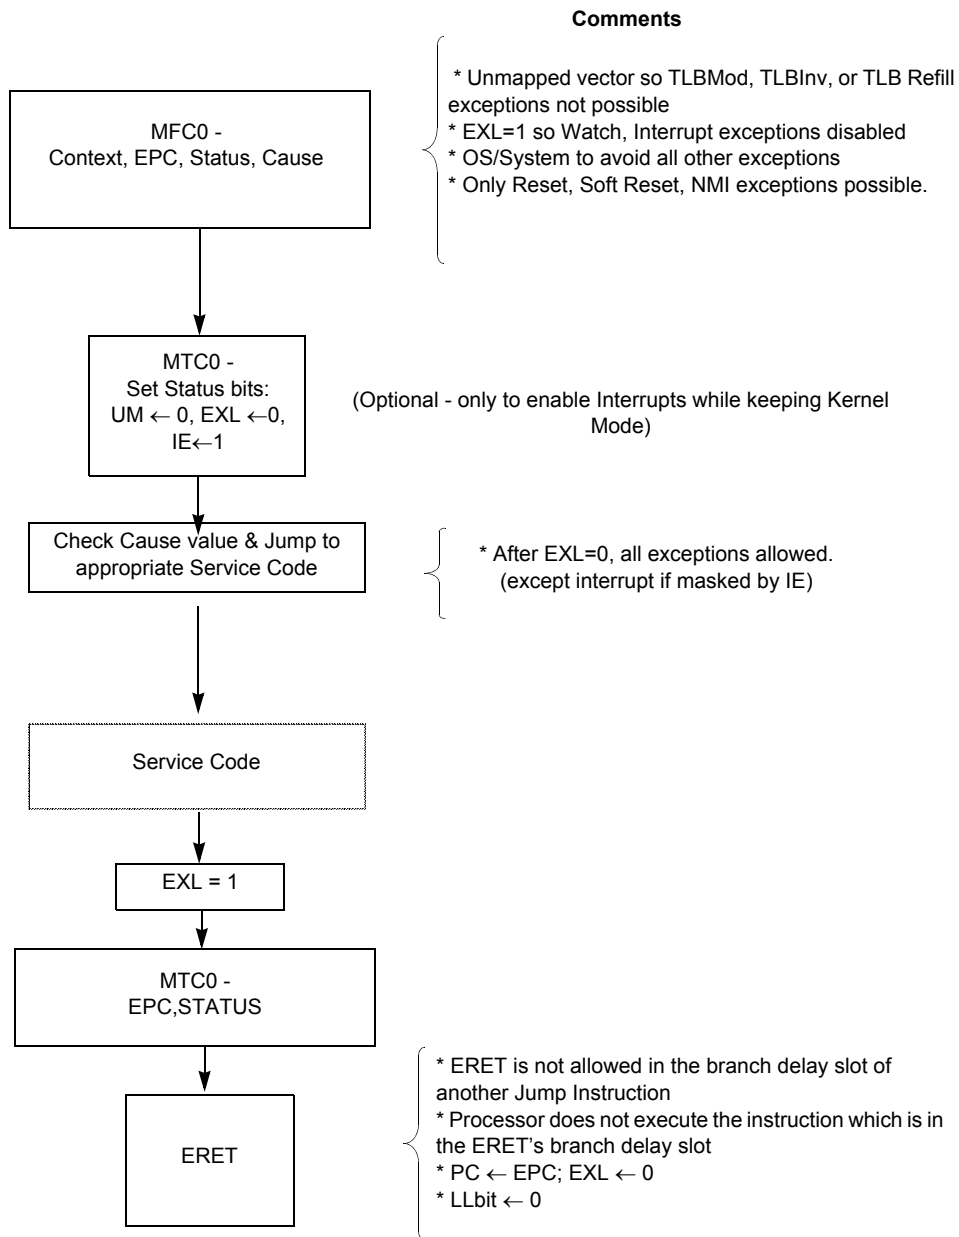 Comments
MFC0 -
Context, EPC, Status, Cause
* Unmapped vector so TLBMod, TLBInv, or TLB Refill
exceptions not possible
* EXL=1 so Watch, Interrupt exceptions disabled
* OS/System to avoid all other exceptions
* Only Reset, Soft Reset, NMI exceptions possible.
MTC0 -
Set Status bits:
UM ← 0, EXL ←0,
IE←1
(Optional - only to enable Interrupts while keeping Kernel
Mode)
Check Cause value & Jump to
appropriate Service Code
* After EXL=0, all exceptions allowed.
(except interrupt if masked by IE)
Service Code
EXL = 1
MTC0 -
EPC,STATUS
ERET
* ERET is not allowed in the branch delay slot of
another Jump Instruction
* Processor does not execute the instruction which is in
the ERET's branch delay slot
* PC ← EPC; EXL ← 0
* LLbit ← 0